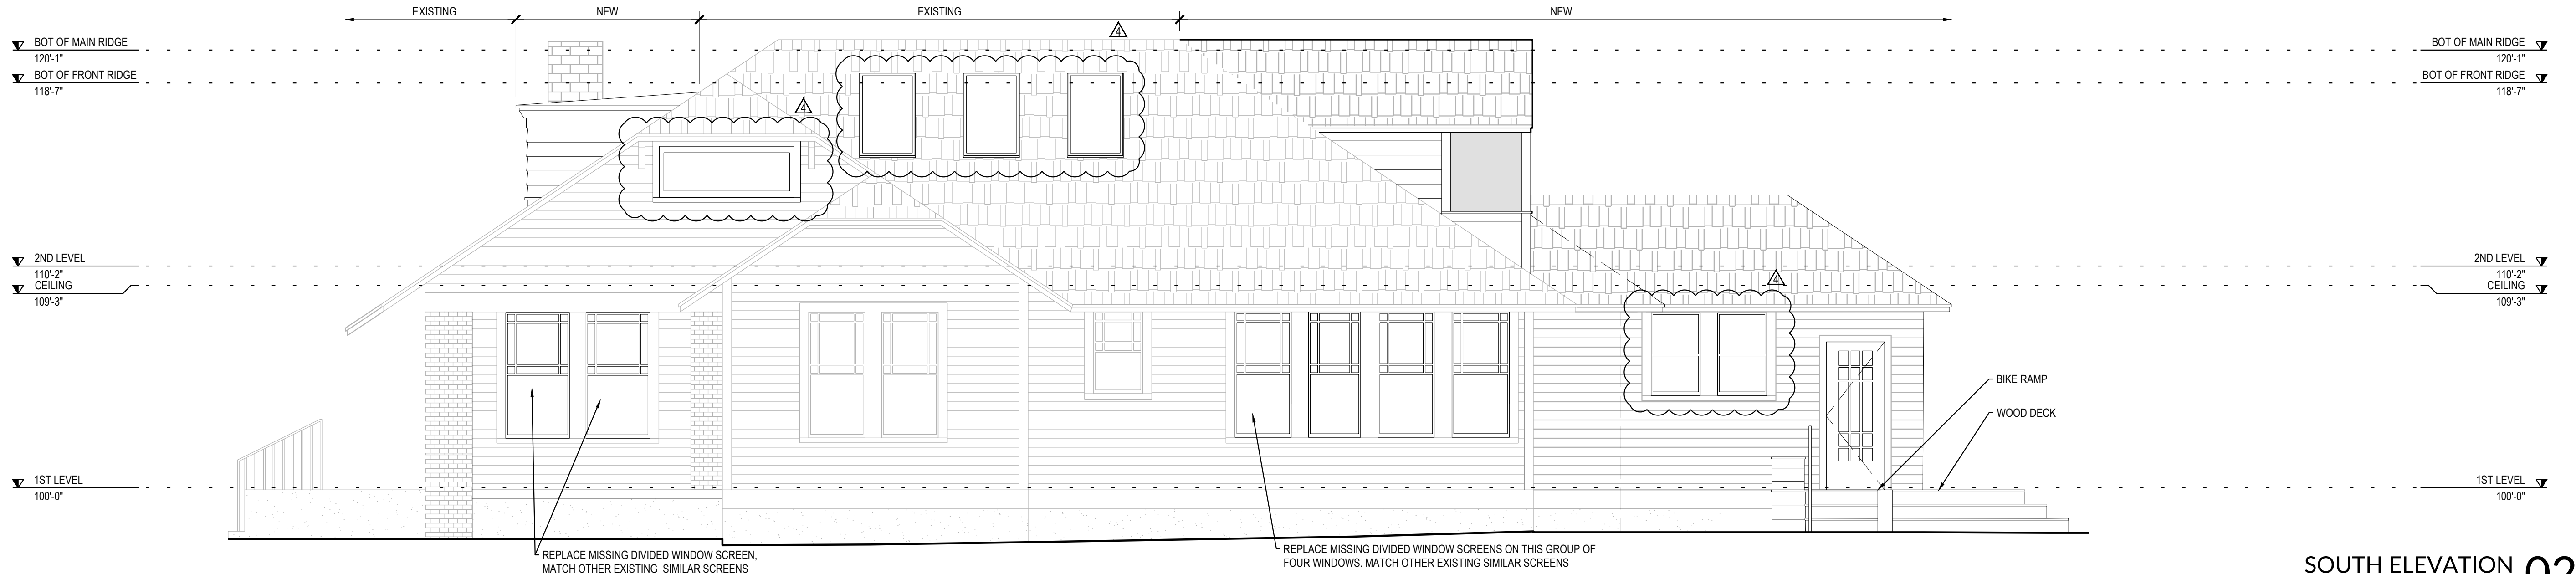 EXISTING NEW EXISTING NEW
4
BOT OF MAIN RIDGE BOT OF MAIN RIDGE
120'-1" 120'-1"
BOT OF FRONT RIDGE BOT OF FRONT RIDGE
118'-7" 118'-7"
4
2ND LEVEL 2ND LEVEL
110'-2" 110'-2"
4
CEILING CEILING
109'-3" 109'-3"
BIKE RAMP
WOOD DECK
1ST LEVEL 1ST LEVEL
100'-0" 100'-0"
REPLACE MISSING DIVIDED WINDOW SCREEN,
MATCH OTHER EXISTING SIMILAR SCREENS
REPLACE MISSING DIVIDED WINDOW SCREENS ON THIS GROUP OF
FOUR WINDOWS. MATCH OTHER EXISTING SIMILAR SCREENS
SOUTH ELEVATION